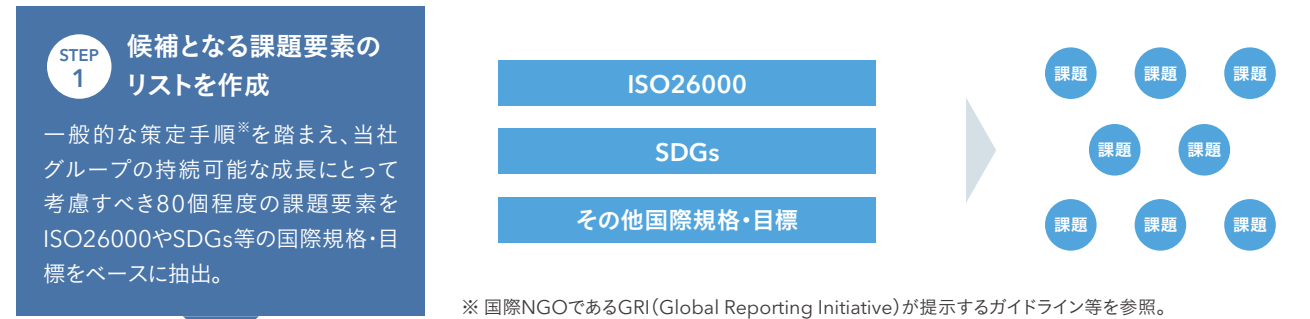 STEP
1
候補となる課題要素の
リストを作成
一般的な策定手順※を踏まえ、当社
グループの持続可能な成長にとって
考慮すべき80個程度の課題要素を
ISO26000やSDGs等の国際規格・目
標をベースに抽出。
ISO26000
SDGs
その他国際規格・目標
課題 課題 課題
課題 課題
課題 課題 課題
※ 国際NGOであるGRI(Global Reporting Initiative)が提示するガイドライン等を参照。